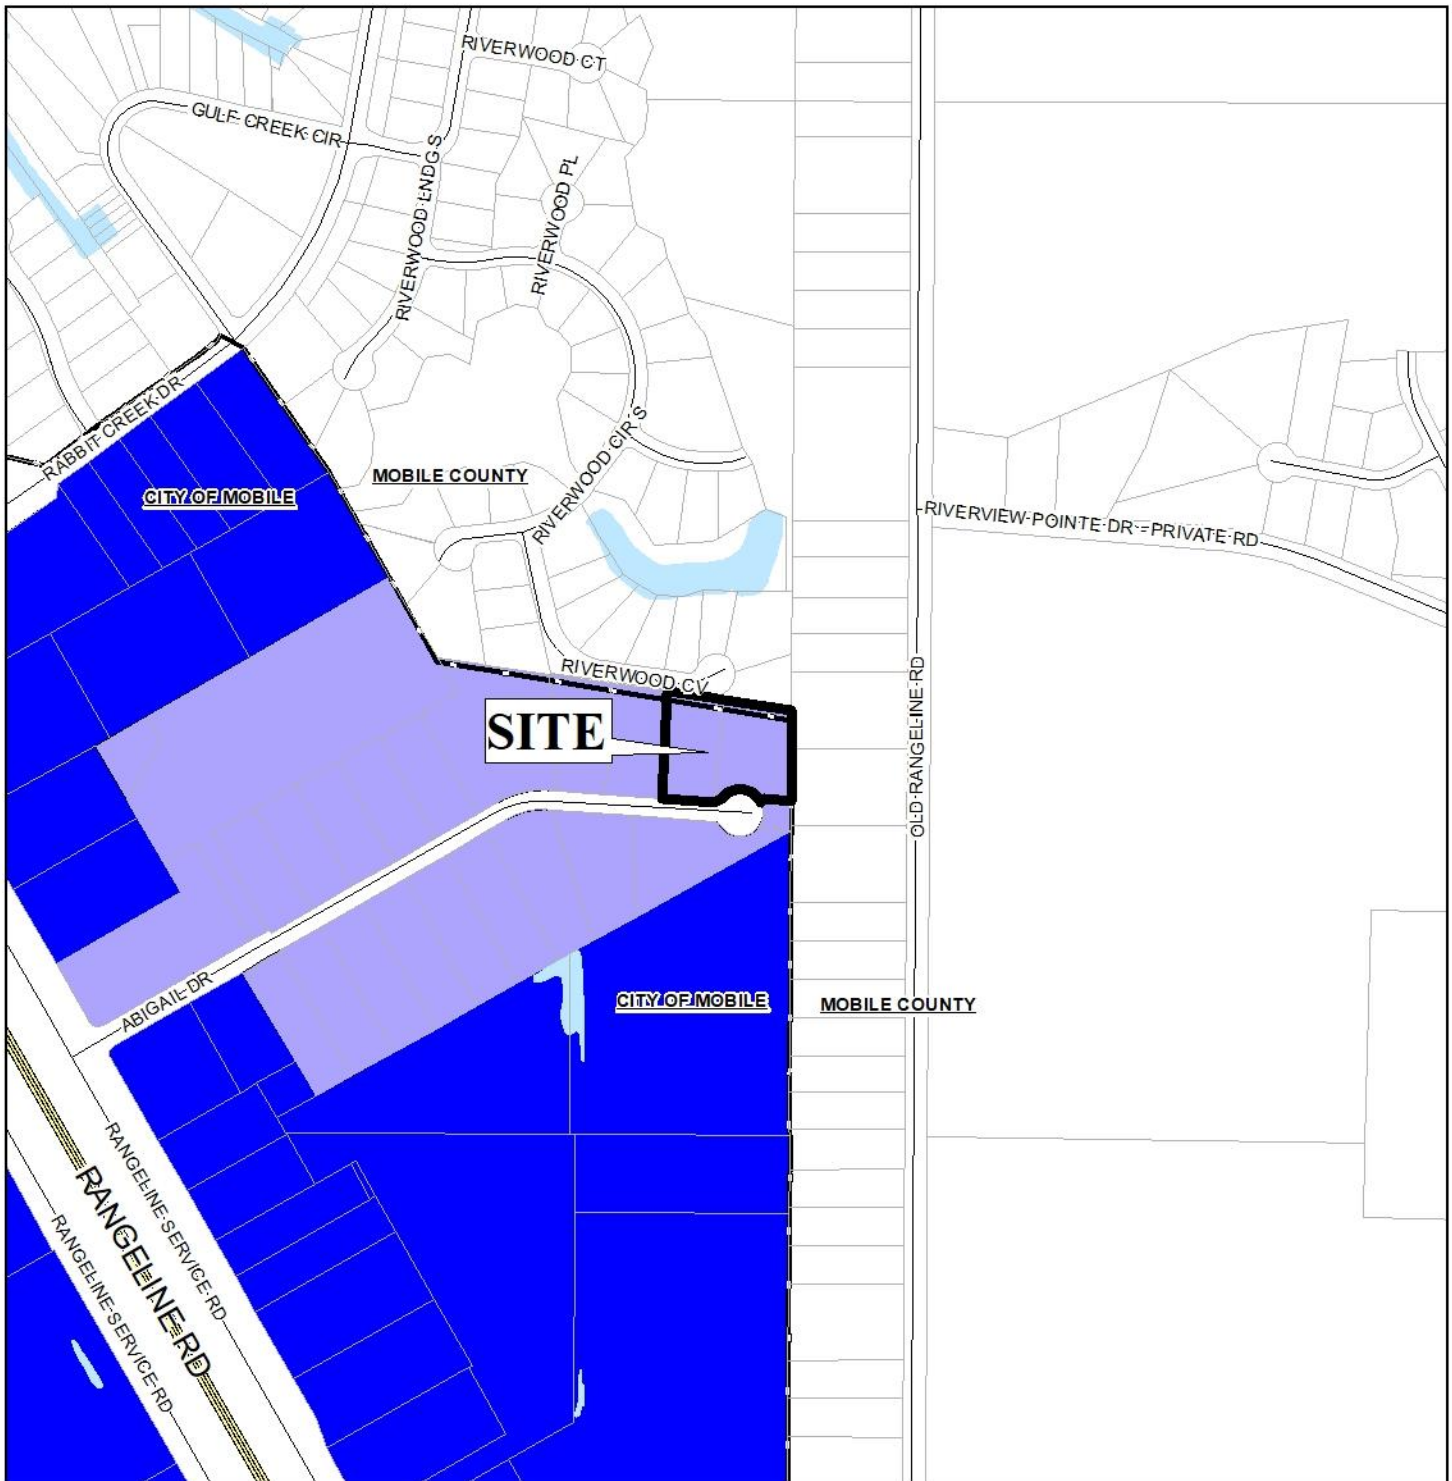 RIVERWOOD CT
GULF CREEK CIR
RIVERWOOD LNDG S
RIVERWOOD PL
RABBIT CREEK DR
CITY OF MOBILE
MOBILE COUNTY
RIVERWOOD CIR S
RIVERVIEW POINTE DR - PRIVATE RD
RIVERWOOD CV
SITE
OLD RANGELINE RD
ABIGAIL DR
CITY OF MOBILE
MOBILE COUNTY
RANGELINE SERVICE RD
RANGELINE RD
RANGELINE SERVICE RD